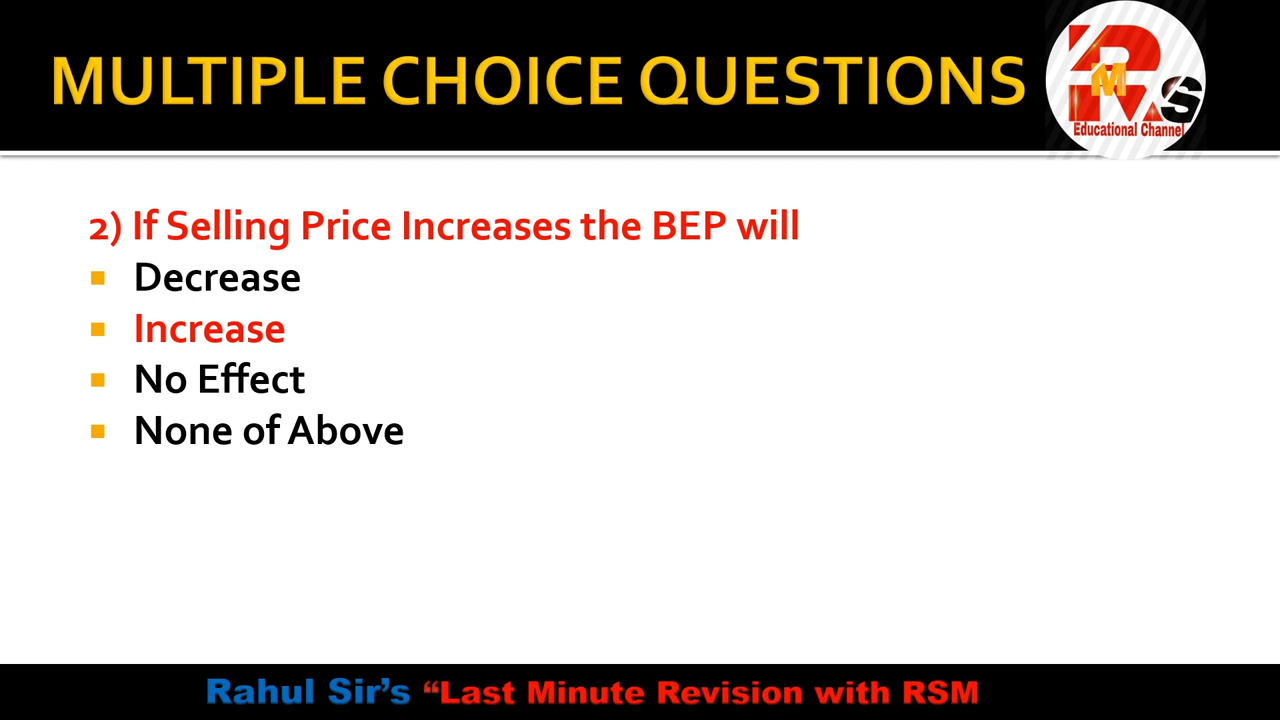 MULTIPLE CHOICE QUESTIONS
RMS
Educational Channel
2) If Selling Price Increases the BEP will
Decrease
Increase
No Effect
None of Above
Rahul Sir's “Last Minute Revision with RSM